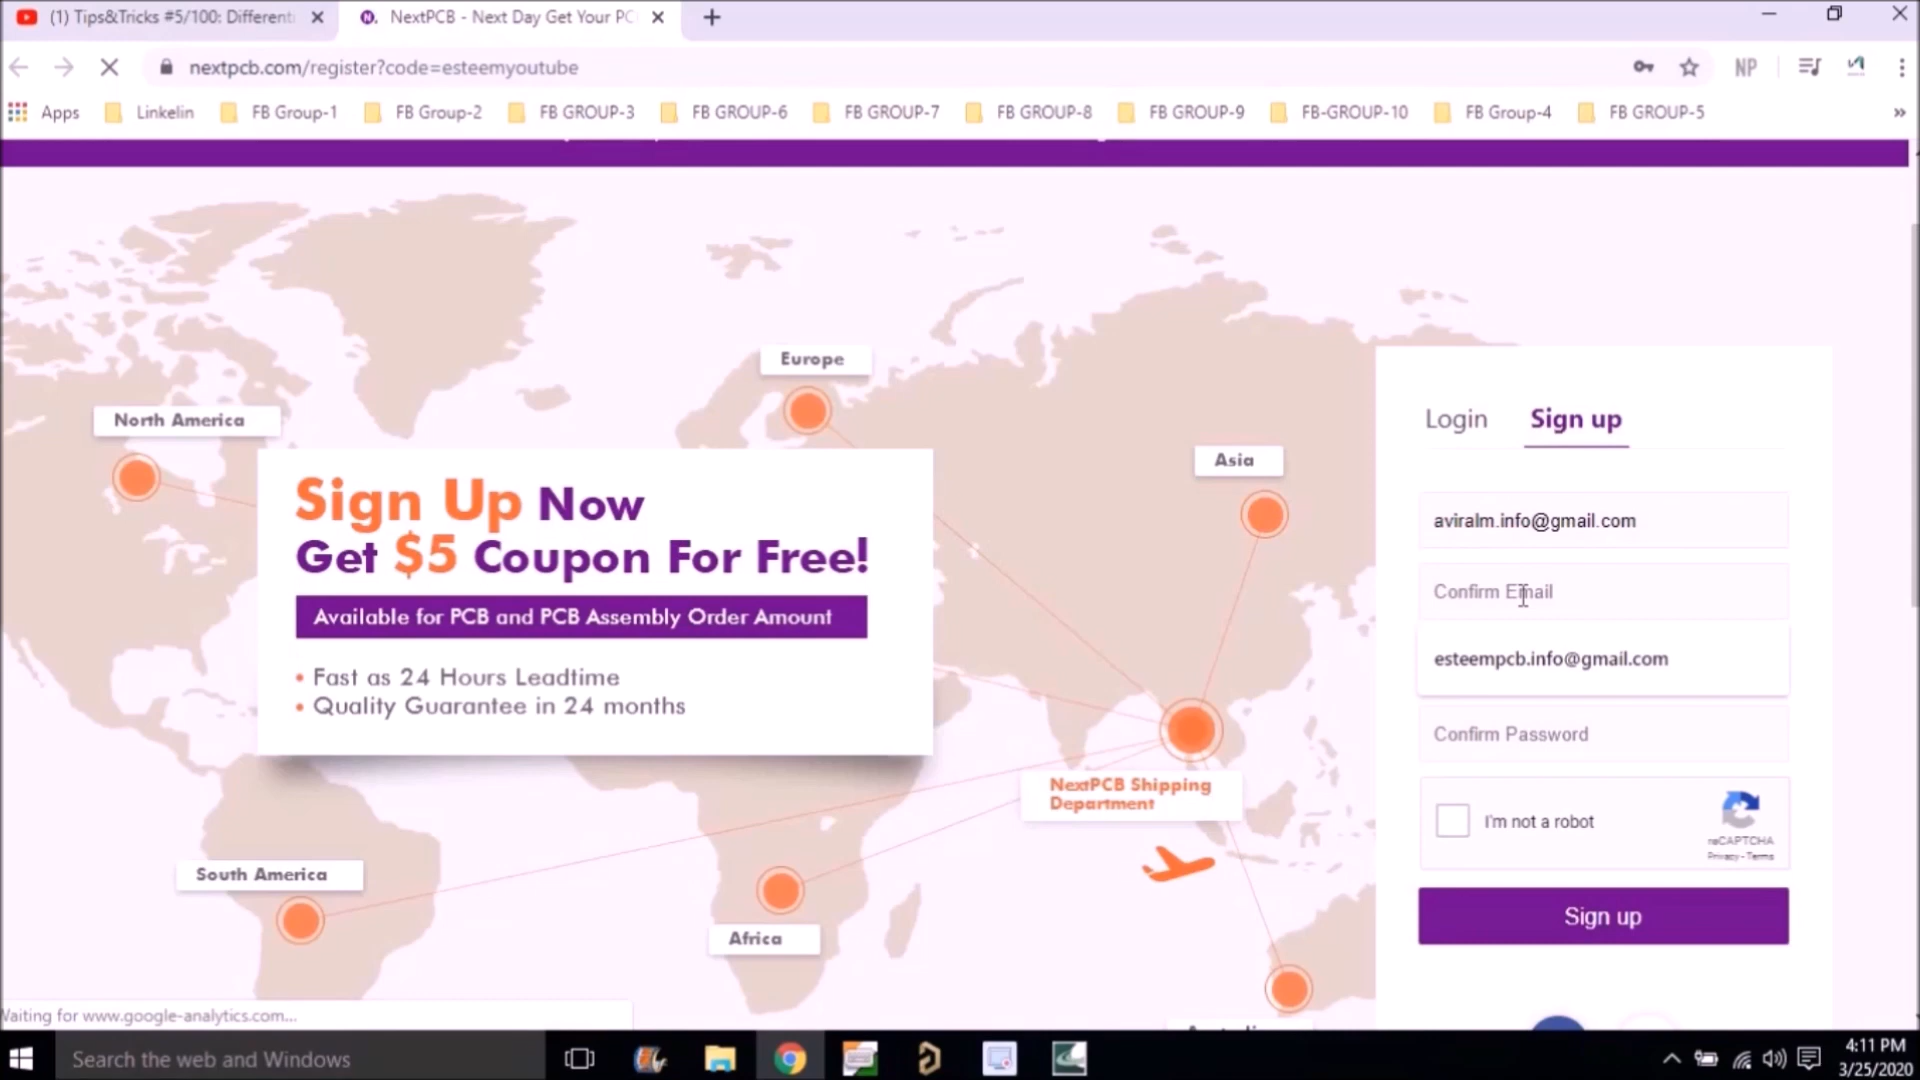 (1) Tips&Tricks #5/100: Different
NextPCB - Next Day Get Your PC
nextpcb.com/register?code=esteemyoutube
NP
Apps
Linkelin
FB Group-1
FB Group-2
FB GROUP-3
FB GROUP-6
FB GROUP-7
FB GROUP-8
FB GROUP-9
FB-GROUP-10
FB Group-4
FB GROUP-5
»
Europe
North America
Asia
Sign Up Now
Get $5 Coupon For Free!
Available for PCB and PCB Assembly Order Amount
• Fast as 24 Hours Leadtime
• Quality Guarantee in 24 months
NextPCB Shipping
Department
South America
Africa
Login
Sign up
aviralm.info@gmail.com
Confirm Email
esteempcb.info@gmail.com
Confirm Password
I'm not a robot
reCAPTCHA
Privacy - Terms
Sign up
Waiting for www.google-analytics.com...
Search the web and Windows
4:11 PM
3/25/2020